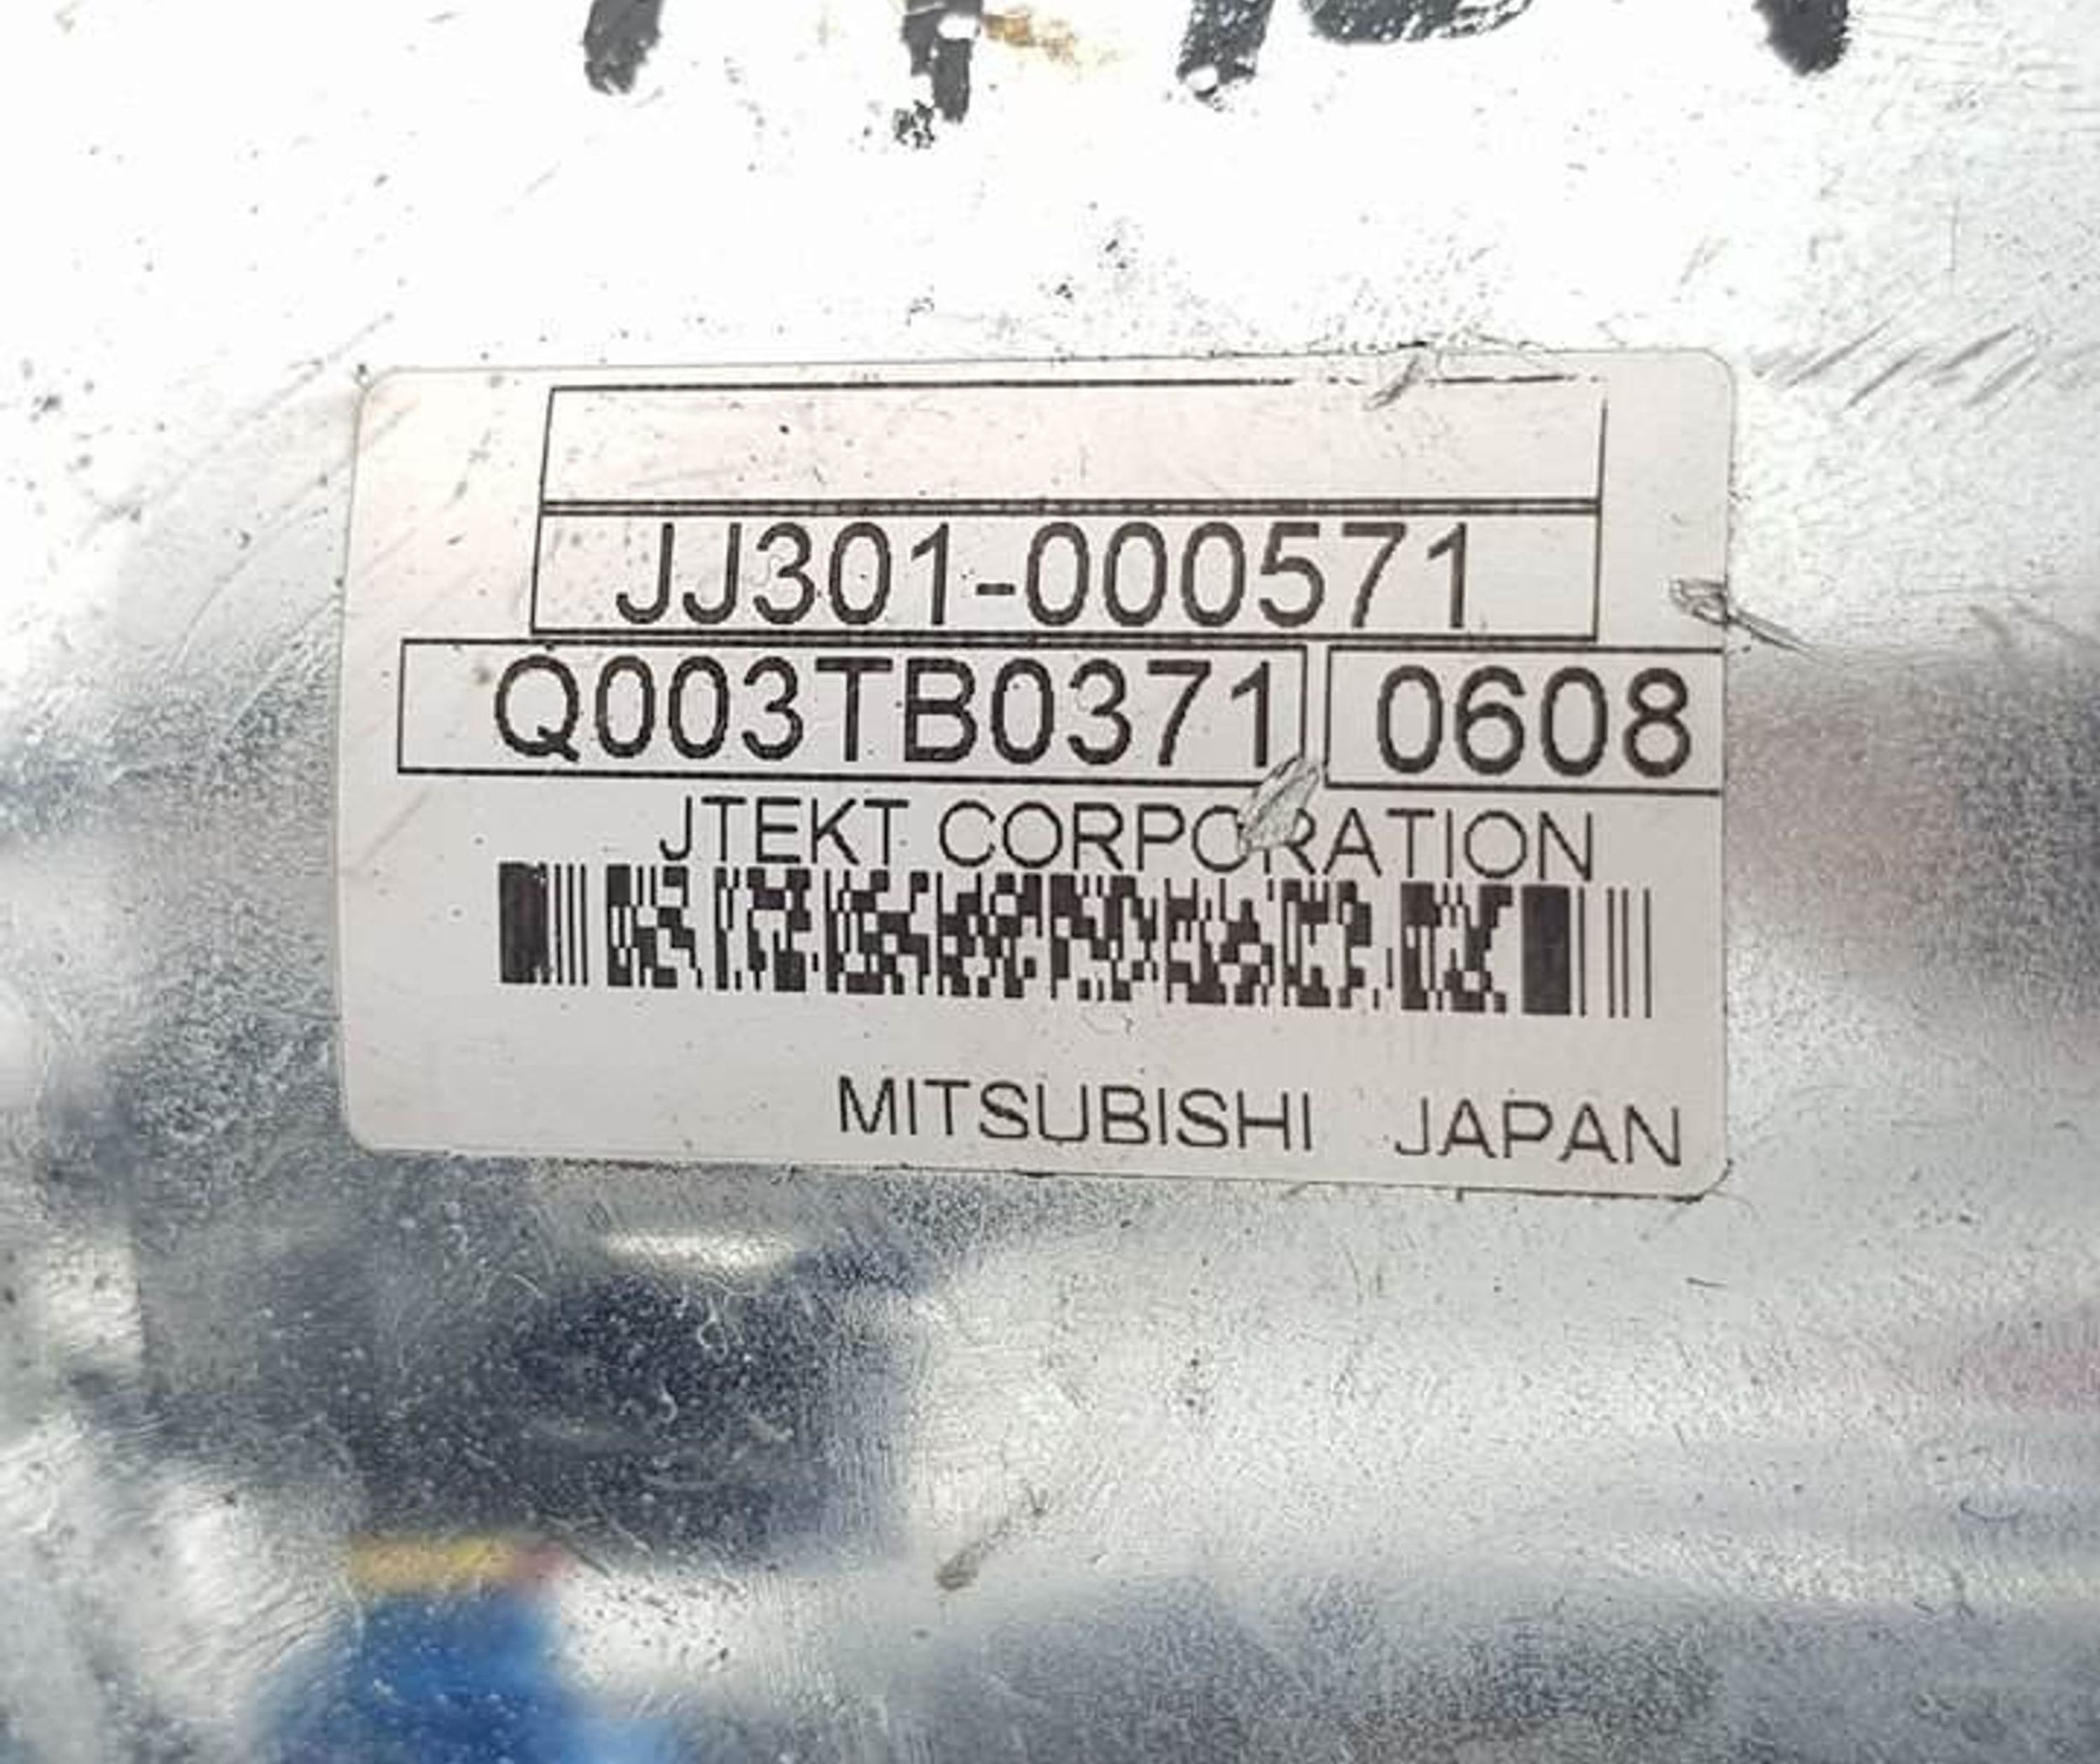 JJ301-000571
Q003TB0371 0608
JTEKT CORPORATION
MITSUBISHI JAPAN